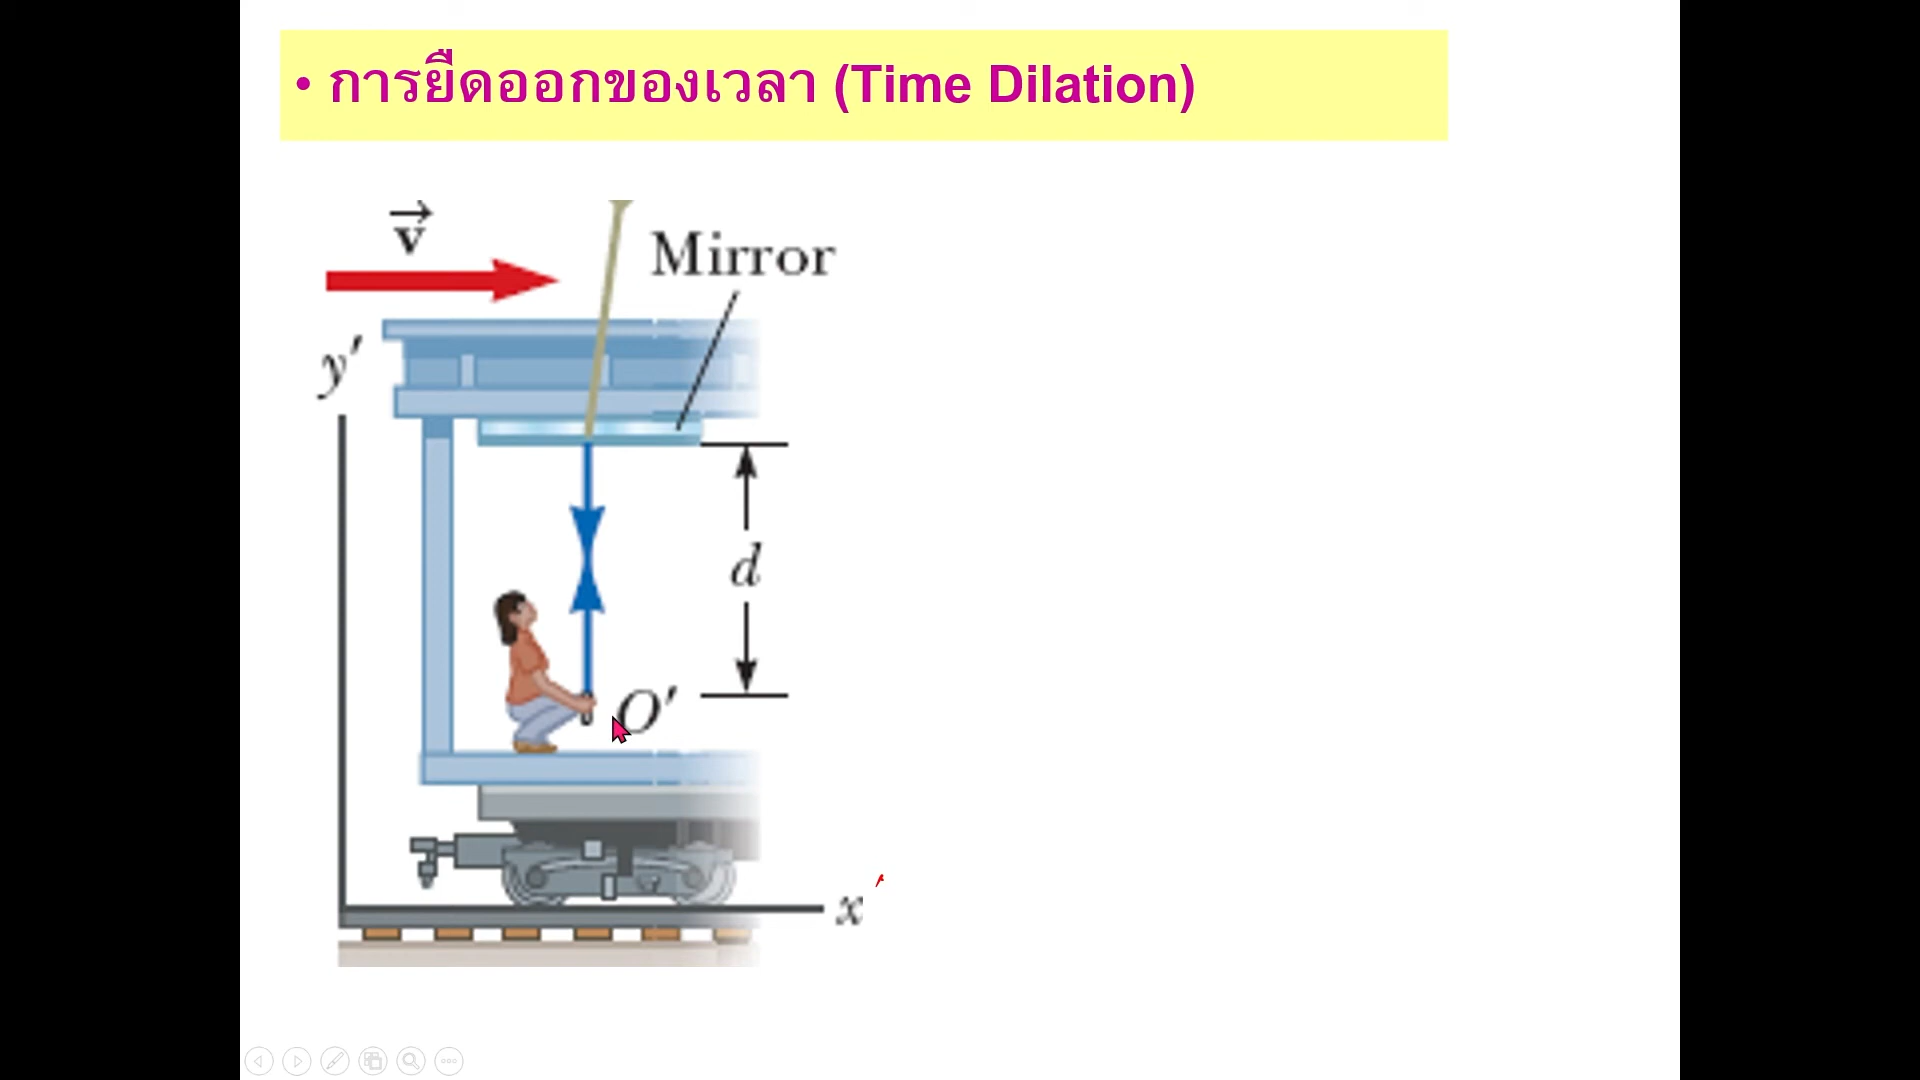 • การยืดออกของเวลา (Time Dilation)
v
Mirror
y′
d
O′
x ′